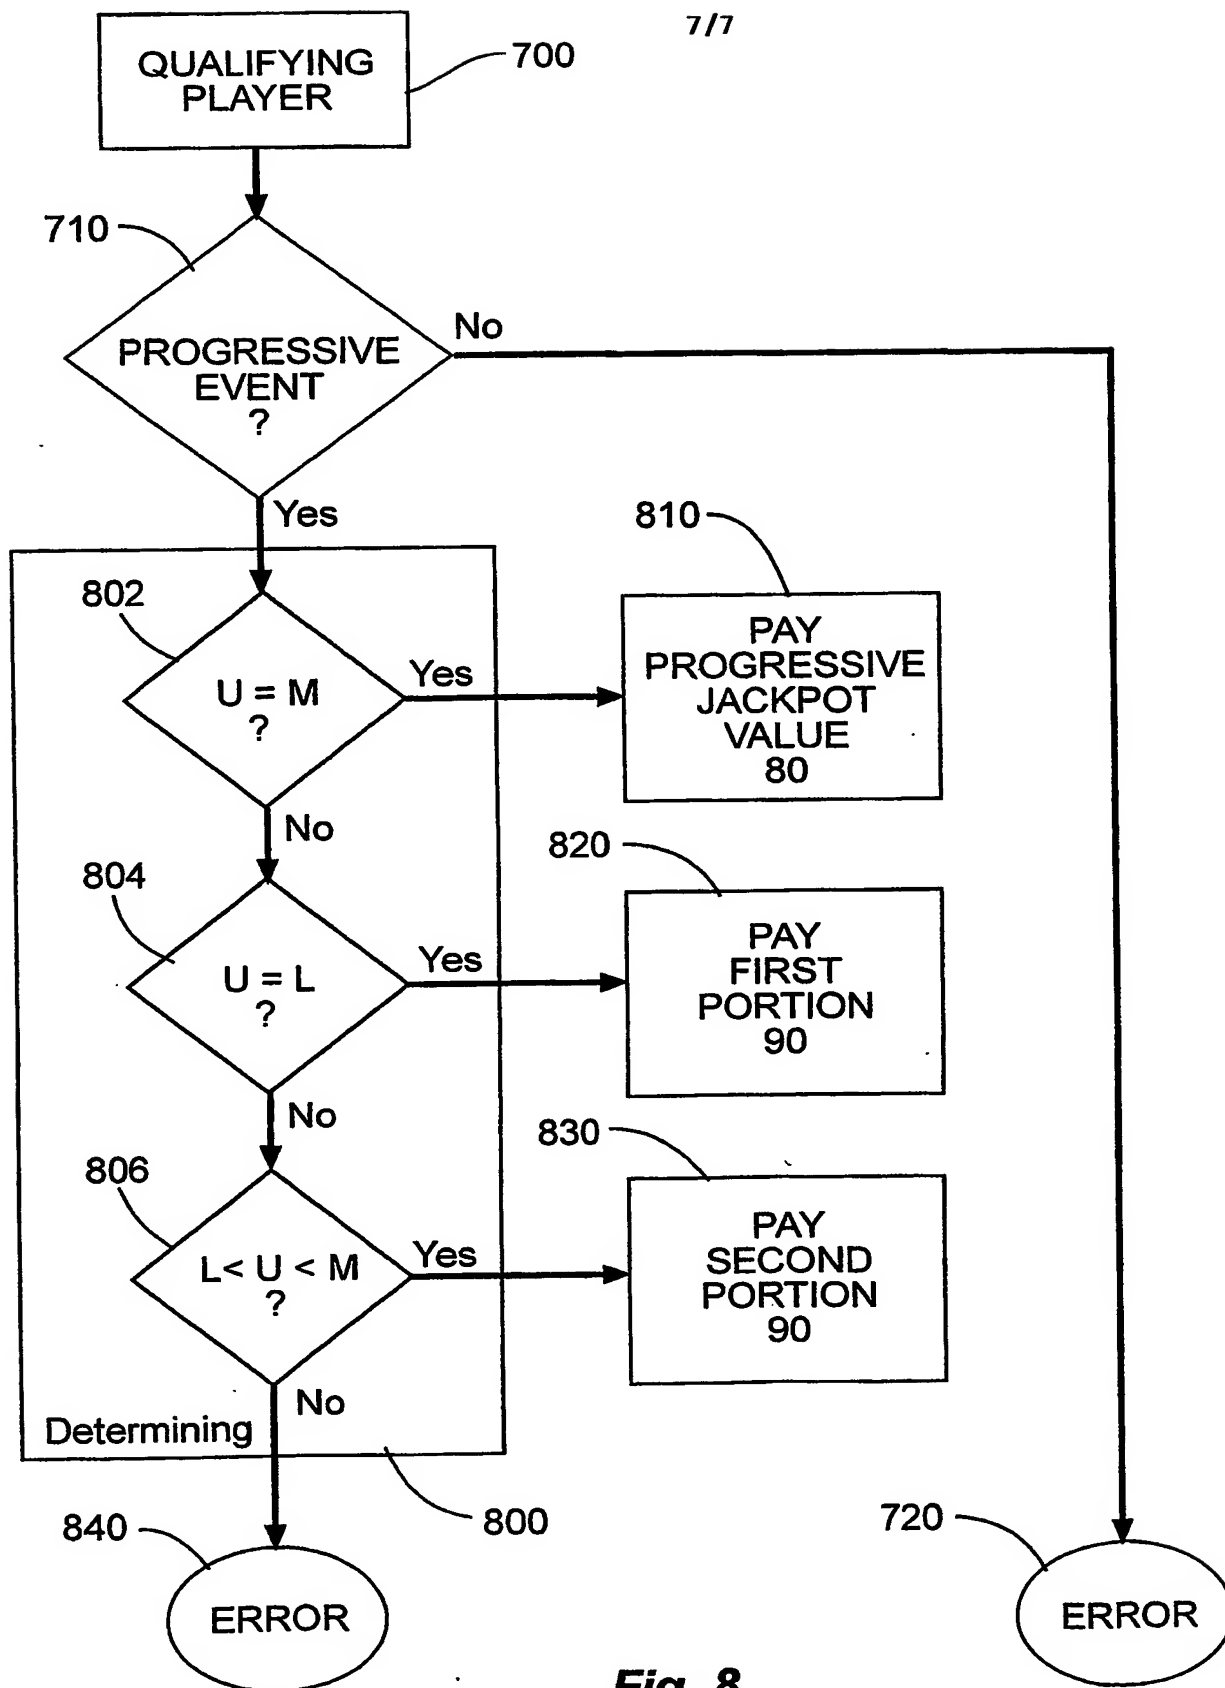 7/7
QUALIFYING
PLAYER
700
710
PROGRESSIVE
EVENT
?
No
Yes
802
U = M
?
Yes
810
PAY
PROGRESSIVE
JACKPOT
VALUE
80
No
804
U = L
?
Yes
820
PAY
FIRST
PORTION
90
No
806
L< U < M
?
Yes
830
PAY
SECOND
PORTION
90
No
Determining
800
840
ERROR
720
ERROR
Fig. 8